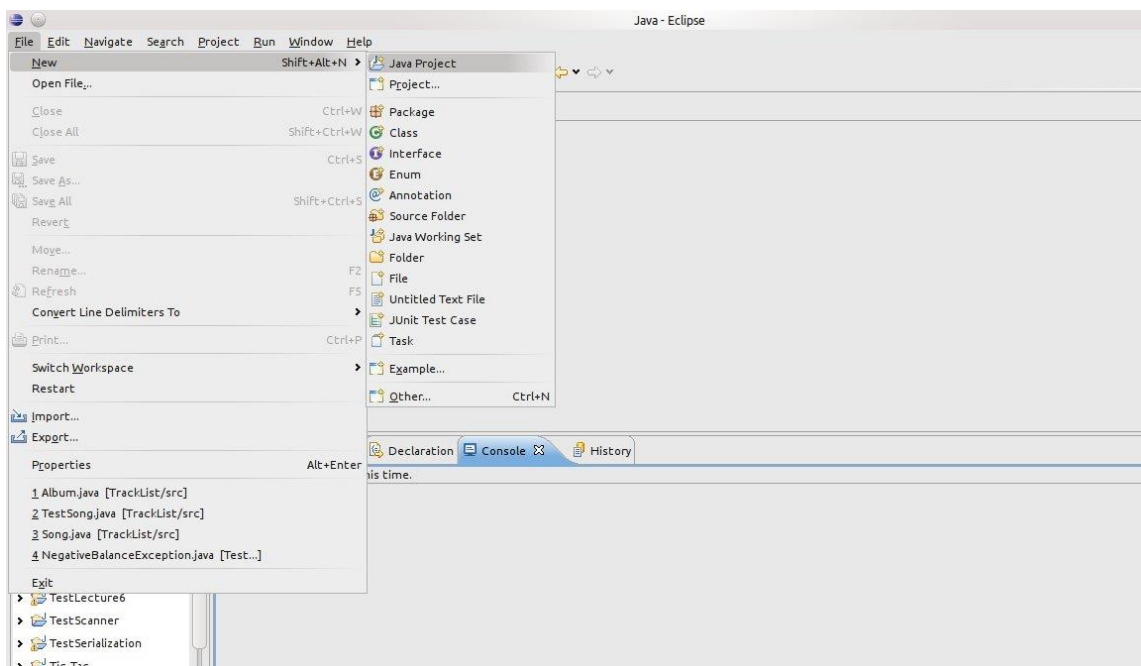 Java - Eclipse
File Edit Navigate Search Project Run Window Help
New Shift+Alt+N
Open File...
Close Ctrl+W
Close All Shift+Ctrl+W
Save Ctrl+S
Save As...
Save All Shift+Ctrl+S
Revert
Move...
Rename... F2
Refresh F5
Convert Line Delimiters To
Print... Ctrl+P
Switch Workspace
Restart
Import...
Export...
Properties Alt+Enter
1 Album.java [TrackList/src]
2 TestSong.java [TrackList/src]
3 Song.java [TrackList/src]
4 NegativeBalanceException.java [Test...]
Exit
Java Project
Project...
Package
Class
Interface
Enum
Annotation
Source Folder
Java Working Set
Folder
File
Untitled Text File
JUnit Test Case
Task
Example...
Other... Ctrl+N
Declaration Console History
his time.
TestLecture6
TestScanner
TestSerialization
Tic Tac